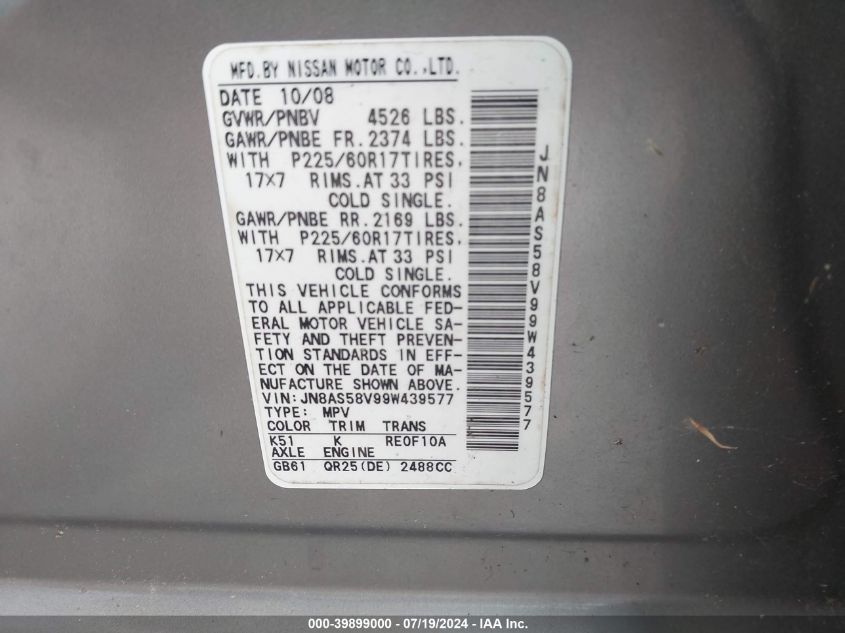 MFD.BY NISSAN MOTOR CO.,LTD.
DATE 10/08
GVWR/PNBV 4526 LBS.
GAWR/PNBE FR. 2374 LBS.
WITH P225/60R17TIRES,
17×7 RIMS.AT 33 PSI
COLD SINGLE.
GAWR/PNBE RR. 2169 LBS.
WITH P225/60R17TIRES,
17×7 RIMS.AT 33 PSI
COLD SINGLE.
THIS VEHICLE CONFORMS
TO ALL APPLICABLE FED-
ERAL MOTOR VEHICLE SA-
FETY AND THEFT PREVEN-
TION STANDARDS IN EFF-
ECT ON THE DATE OF MA-
NUFACTURE SHOWN ABOVE.
VIN: JN8AS58V99W439577
TYPE: MPV
COLOR TRIM TRANS
K51 K RE0F10A
AXLE ENGINE
GB61 QR25(DE) 2488CC
JN8AS58V99W439577
000-39899000 - 07/19/2024 - IAA Inc.